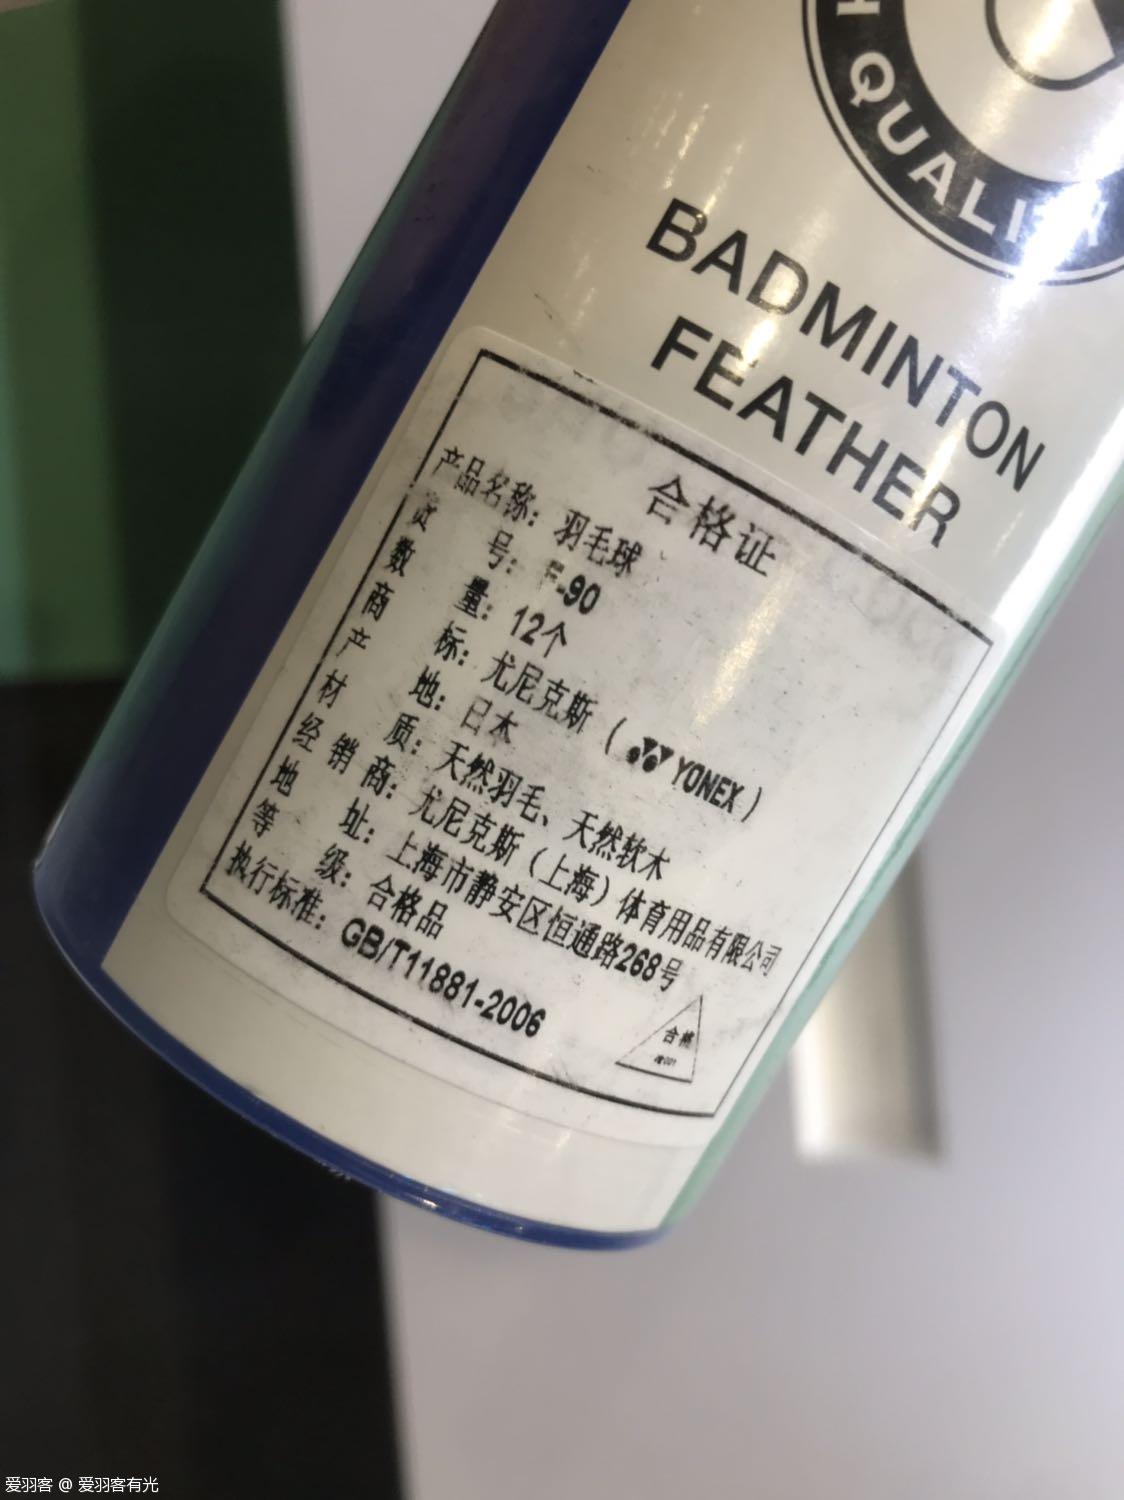 QUALITY
BADMINTON
FEATHER
合格证
产品名称：羽毛球
货号：F-90
数量：12个
商标：尤尼克斯（YONEX）
产地：日本
材质：天然羽毛、天然软木
经销商：尤尼克斯（上海）体育用品有限公司
地址：上海市静安区恒通路268号
等级：合格品
执行标准：GB/T11881-2006
合格
爱羽客 @ 爱羽客有光